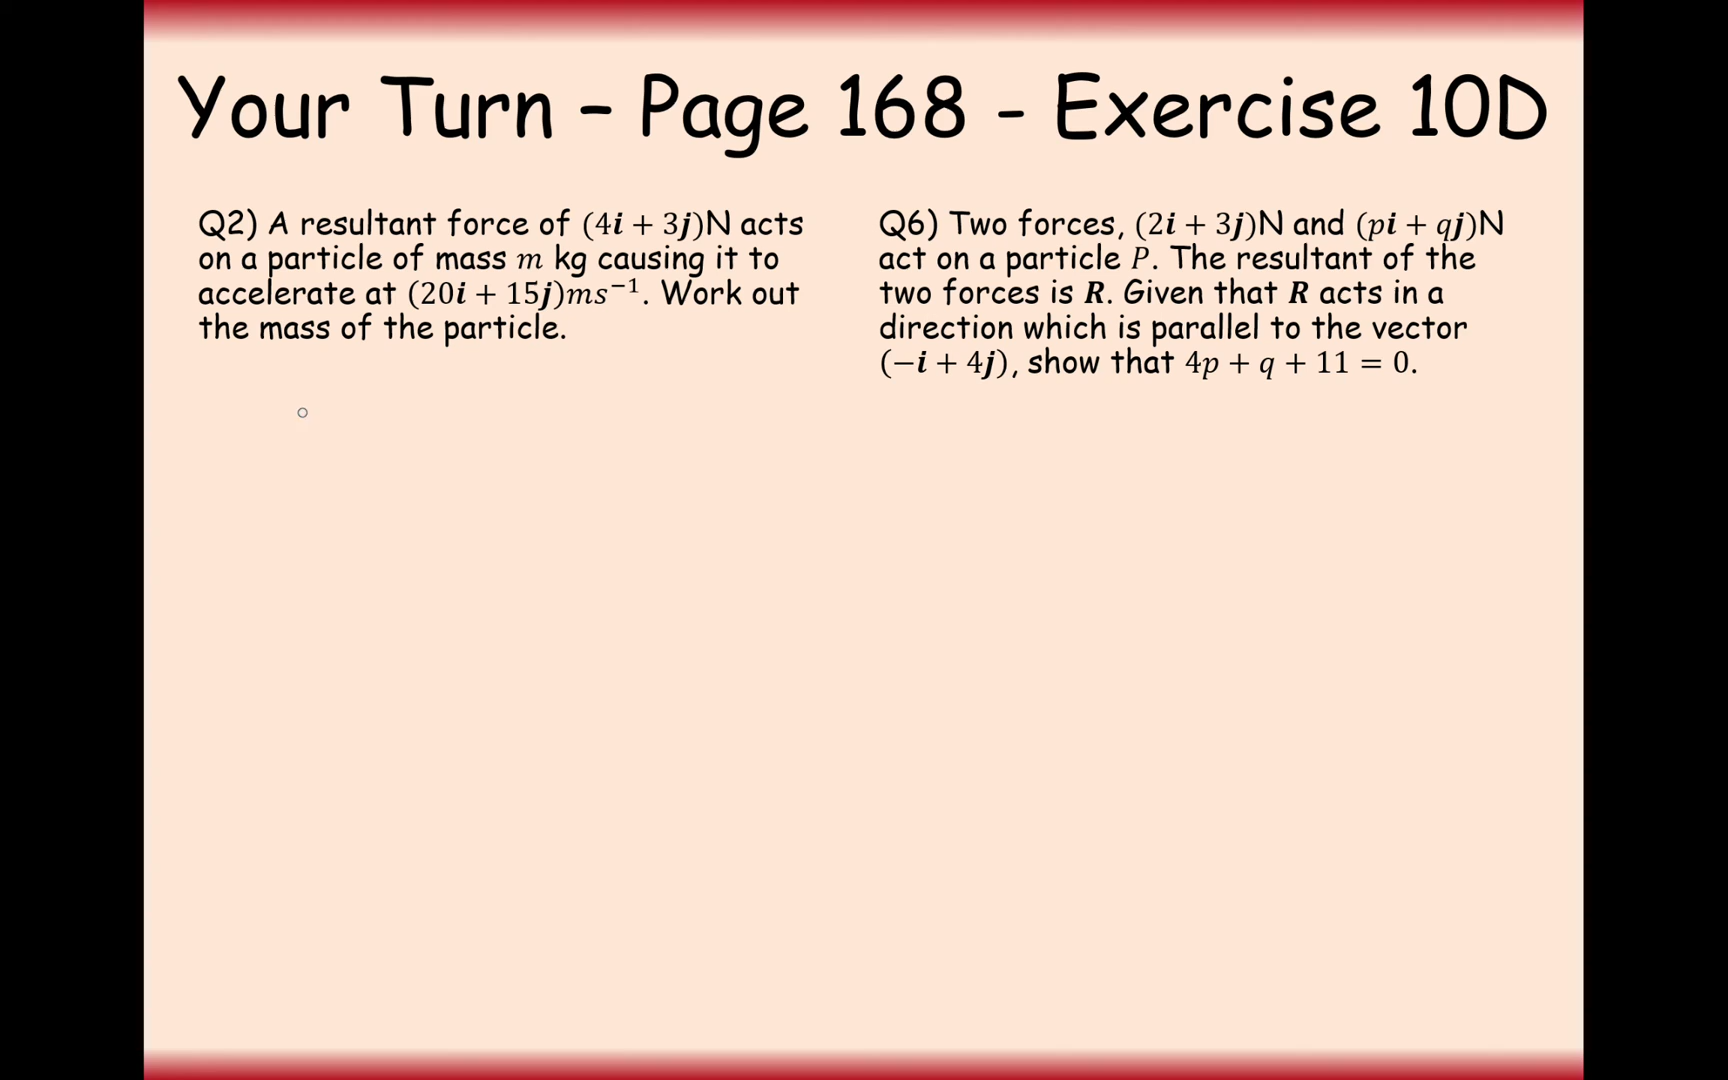 Your Turn – Page 168 - Exercise 10D
Q2) A resultant force of (4𝒊 + 3𝒋)N acts
on a particle of mass 𝑚 kg causing it to
accelerate at (20𝒊 + 15𝒋)𝑚𝑠⁻¹. Work out
the mass of the particle.
Q6) Two forces, (2𝒊 + 3𝒋)N and (𝑝𝒊 + 𝑞𝒋)N
act on a particle 𝑃. The resultant of the
two forces is 𝑹. Given that 𝑹 acts in a
direction which is parallel to the vector
(−𝒊 + 4𝒋), show that 4𝑝 + 𝑞 + 11 = 0.